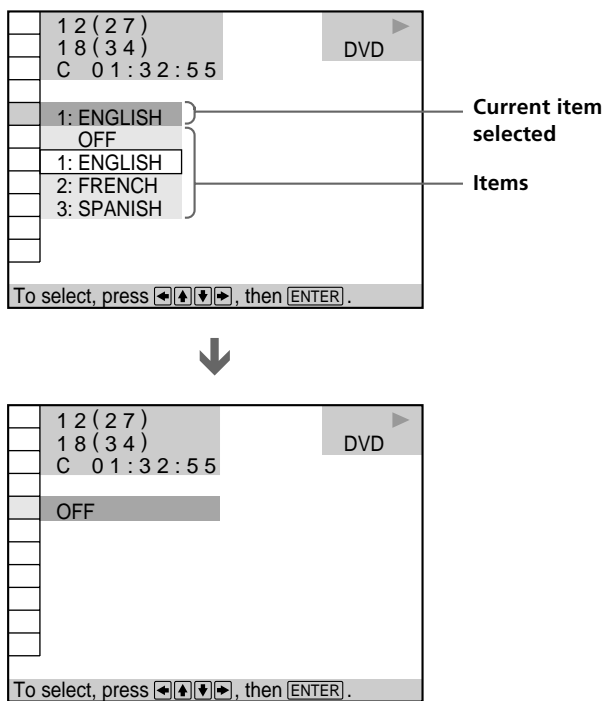 12(27)
18(34)
DVD
C 01:32:55
1: ENGLISH
Current item
selected
OFF
1: ENGLISH
Items
2: FRENCH
3: SPANISH
To select, press ←↑↓→, then ENTER.
12(27)
18(34)
DVD
C 01:32:55
OFF
To select, press ←↑↓→, then ENTER.